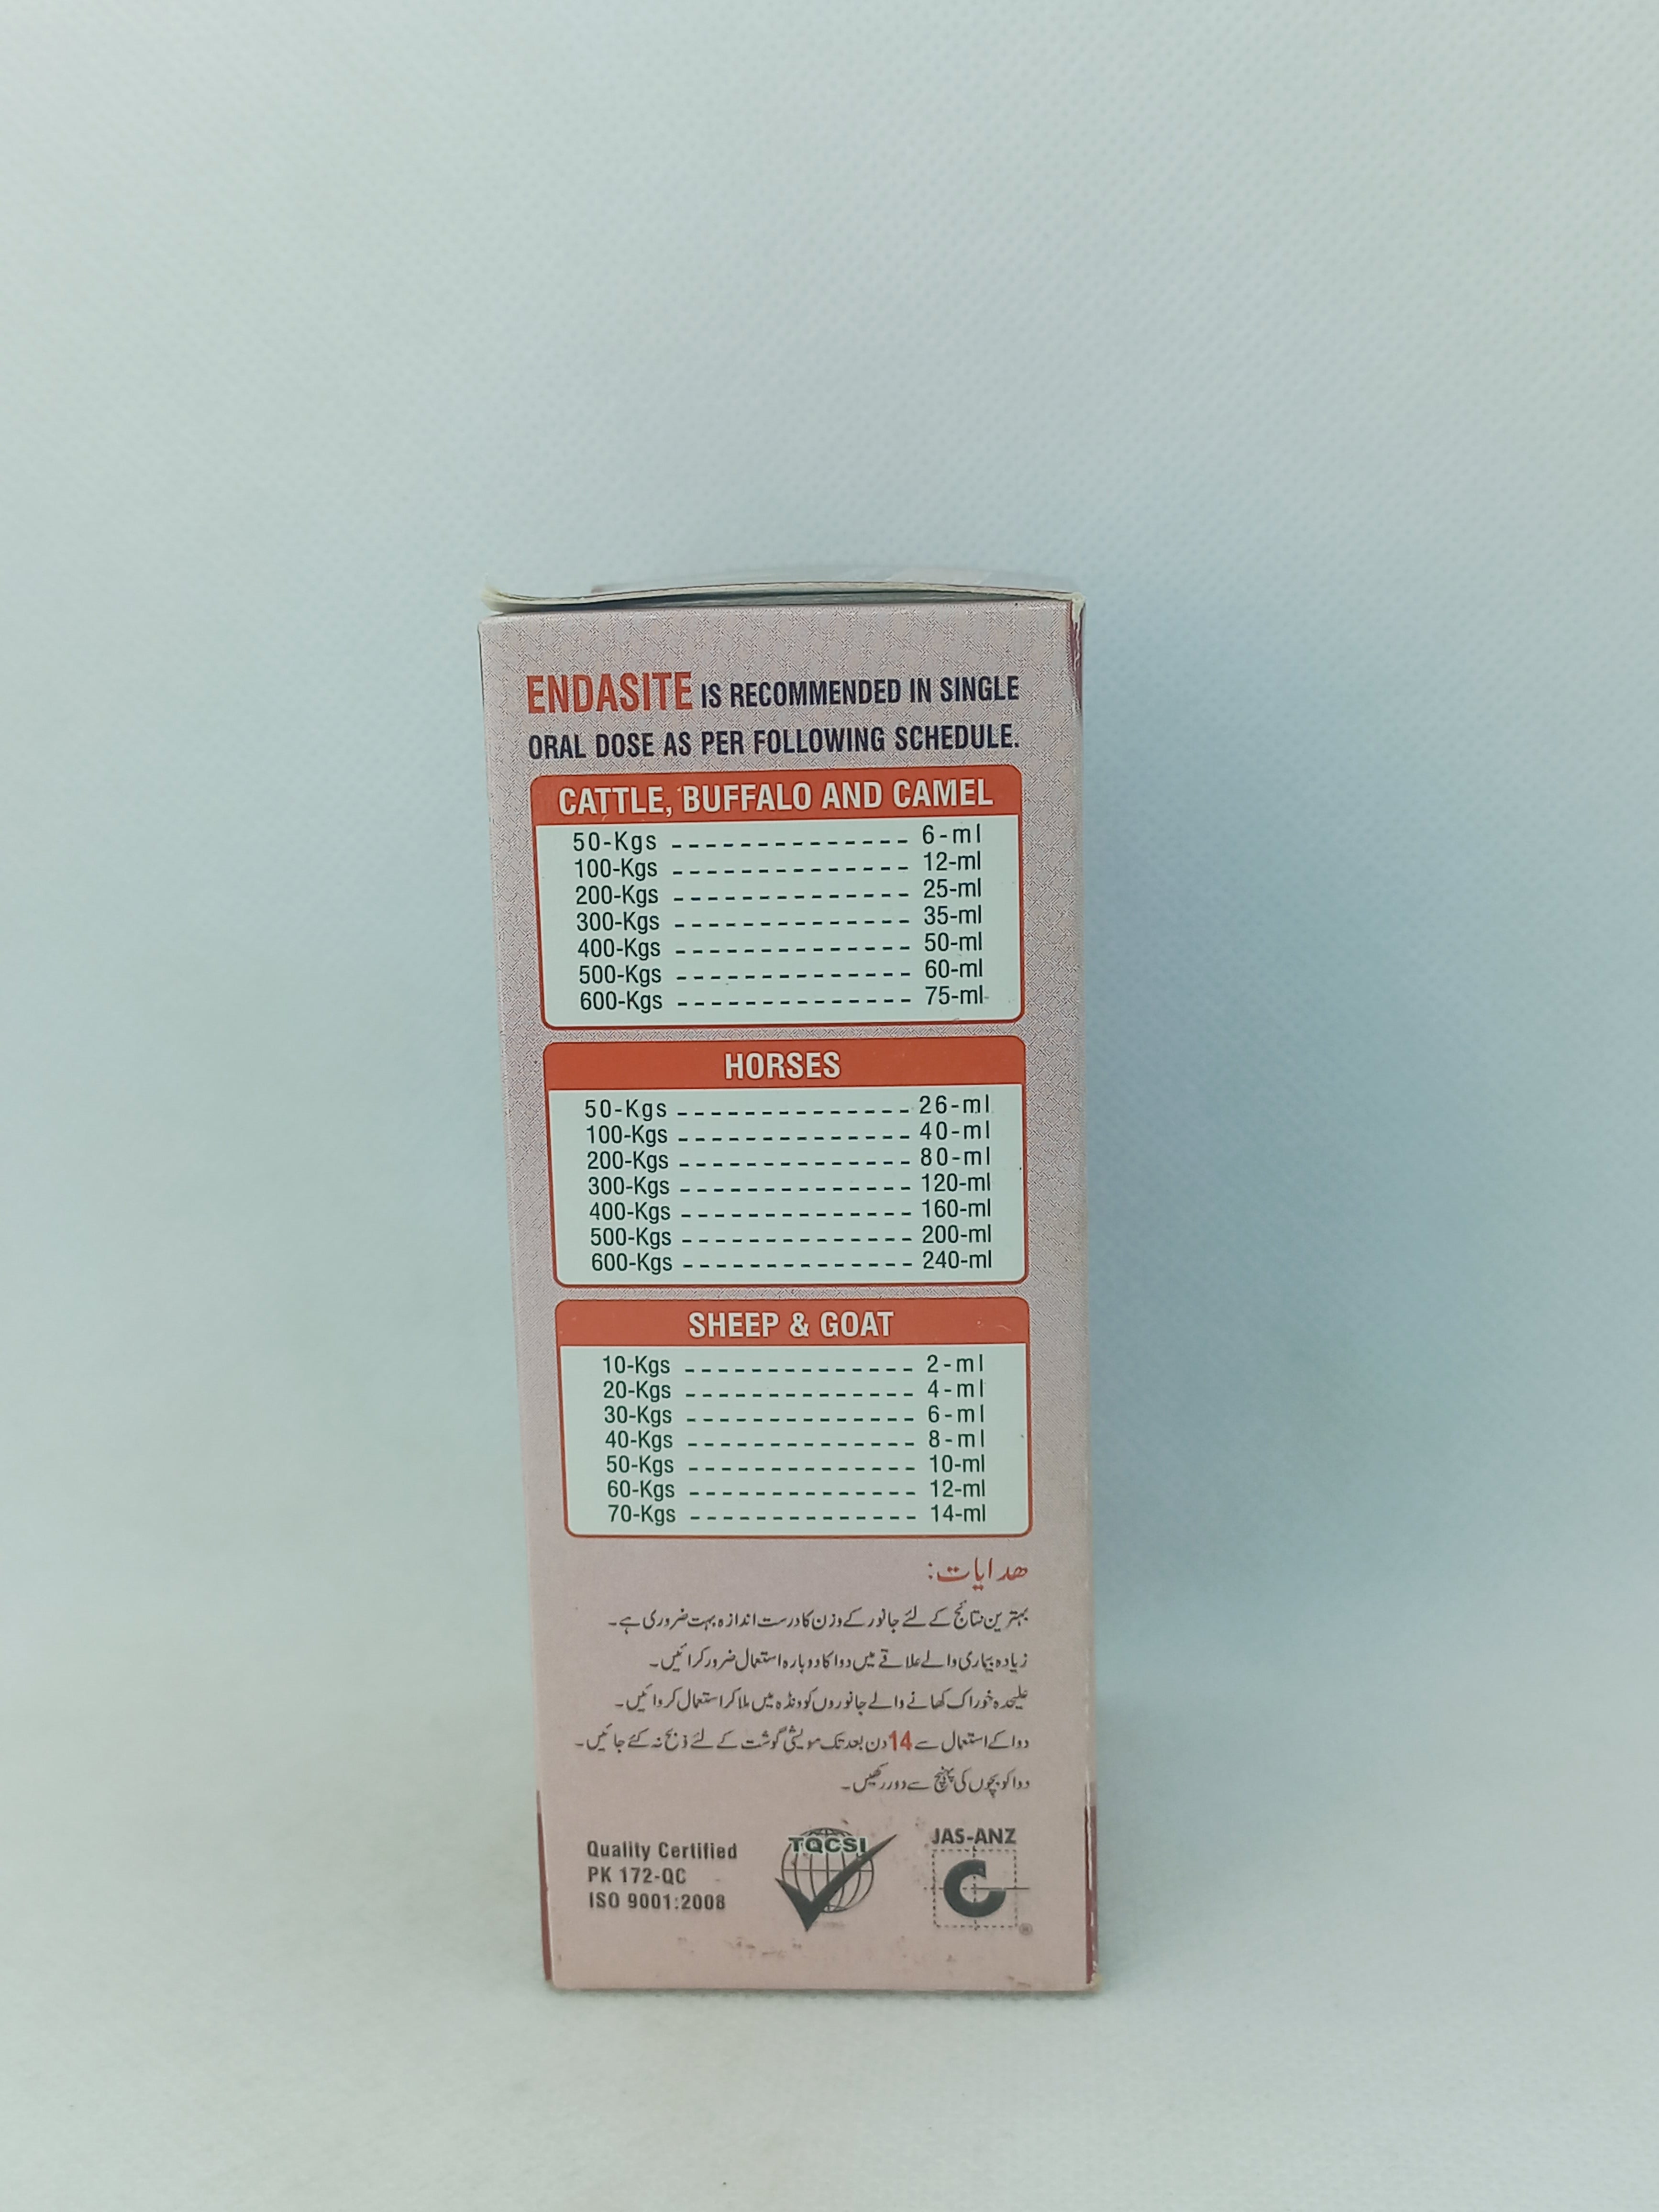 ENDASITE IS RECOMMENDED IN SINGLE
ORAL DOSE AS PER FOLLOWING SCHEDULE.
CATTLE, BUFFALO AND CAMEL
50-Kgs -------------- 6-ml
100-Kgs -------------- 12-ml
200-Kgs -------------- 25-ml
300-Kgs -------------- 35-ml
400-Kgs -------------- 50-ml
500-Kgs -------------- 60-ml
600-Kgs -------------- 75-ml
HORSES
50-Kgs -------------- 26-ml
100-Kgs -------------- 40-ml
200-Kgs -------------- 80-ml
300-Kgs -------------- 120-ml
400-Kgs -------------- 160-ml
500-Kgs -------------- 200-ml
600-Kgs -------------- 240-ml
SHEEP & GOAT
10-Kgs -------------- 2-ml
20-Kgs -------------- 4-ml
30-Kgs -------------- 6-ml
40-Kgs -------------- 8-ml
50-Kgs -------------- 10-ml
60-Kgs -------------- 12-ml
70-Kgs -------------- 14-ml
ھدایات:
بہترین نتائج کے لئے جانور کے وزن کا درست اندازہ بہت ضروری ہے۔
زیادہ بیماری والے علاقے میں دوا کا دوبارہ استعمال ضرور کرائیں۔
علیحدہ خوراک کھانے والے جانوروں کو ونڈہ میں ملا کر استعمال کروائیں۔
دوا کے استعمال سے 14 دن بعد تک مویشی گوشت کے لئے ذبح نہ کئے جائیں۔
دوا کو بچوں کی پہنچ سے دور رکھیں۔
Quality Certified
PK 172-QC
ISO 9001:2008
TQCSI
JAS-ANZ
®